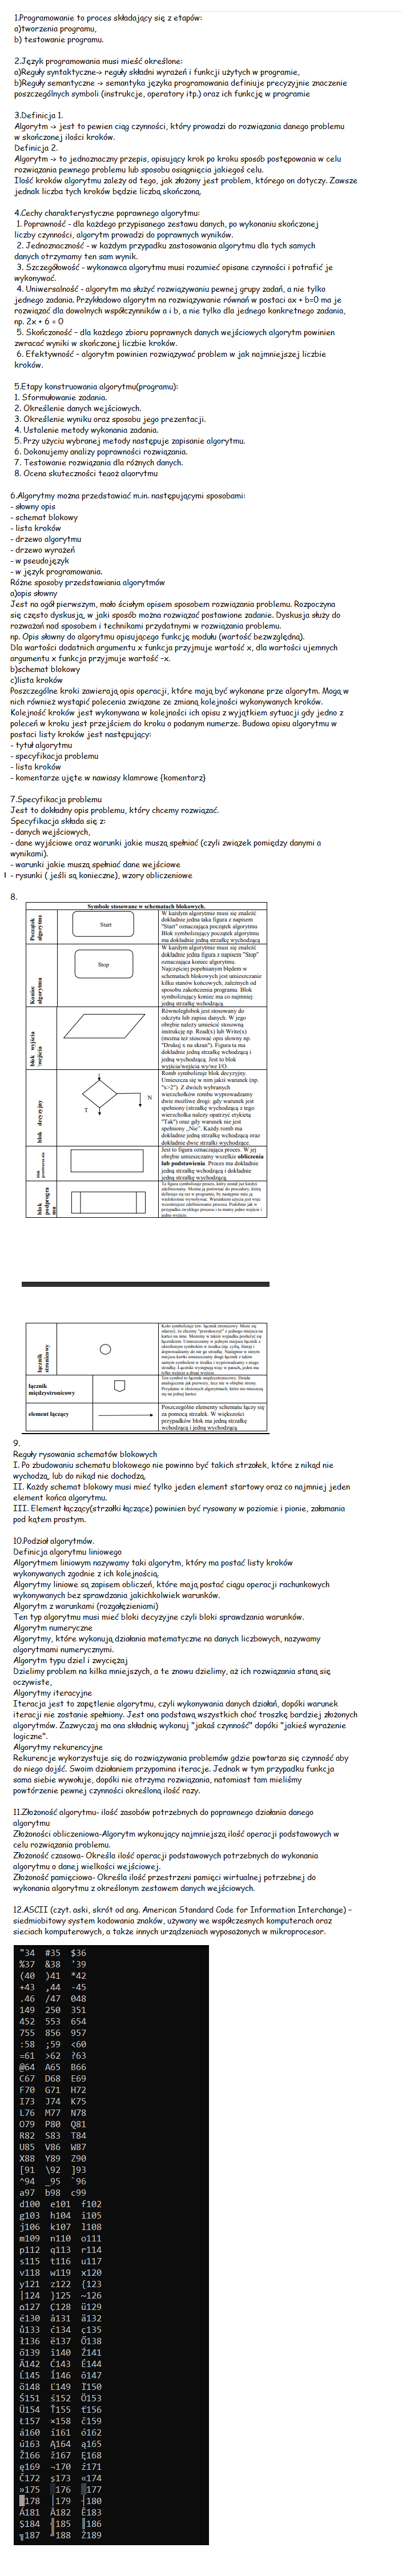 1.Programowanie to proces składający się z etapów:
a)tworzenia programu,
b) testowanie programu.
2.Język programowania musi mieść określone:
a)Reguły syntaktyczne-> reguły składni wyrażeń i funkcji użytych w programie,
b)Reguły semantyczne -> semantyka języka programowania definiuje precyzyjnie znaczenie
poszczególnych symboli (instrukcje, operatory itp.) oraz ich funkcję w programie
3.Definicja 1.
Algorytm -> jest to pewien ciąg czynności, który prowadzi do rozwiązania danego problemu
w skończonej ilości kroków.
Definicja 2.
Algorytm -> to jednoznaczny przepis, opisujący krok po kroku sposób postępowania w celu
rozwiązania pewnego problemu lub sposobu osiągnięcia jakiegoś celu.
Ilość kroków algorytmu zależy od tego, jak złożony jest problem, którego on dotyczy. Zawsze
jednak liczba tych kroków będzie liczbą skończoną.
4.Cechy charakterystyczne poprawnego algorytmu:
1. Poprawność - dla każdego przypisanego zestawu danych, po wykonaniu skończonej
liczby czynności, algorytm prowadzi do poprawnych wyników.
2. Jednoznaczność - w każdym przypadku zastosowania algorytmu dla tych samych
danych otrzymamy ten sam wynik.
3. Szczegółowość - wykonawca algorytmu musi rozumieć opisane czynności i potrafić je
wykonywać.
4. Uniwersalność - algorytm ma służyć rozwiązywaniu pewnej grupy zadań, a nie tylko
jednego zadania. Przykładowo algorytm na rozwiązywanie równań w postaci ax + b=0 ma je
rozwiązać dla dowolnych współczynników a i b, a nie tylko dla jednego konkretnego zadania,
np. 2x + 6 = 0
5. Skończoność – dla każdego zbioru poprawnych danych wejściowych algorytm powinien
zwracać wyniki w skończonej liczbie kroków.
6. Efektywność – algorytm powinien rozwiązywać problem w jak najmniejszej liczbie
kroków.
5.Etapy konstruowania algorytmu(programu):
1. Sformułowanie zadania.
2. Określenie danych wejściowych.
3. Określenie wyniku oraz sposobu jego prezentacji.
4. Ustalenie metody wykonania zadania.
5. Przy użyciu wybranej metody następuje zapisanie algorytmu.
6. Dokonujemy analizy poprawności rozwiązania.
7. Testowanie rozwiązania dla różnych danych.
8. Ocena skuteczności tegoż algorytmu
6.Algorytmy można przedstawiać m.in. następującymi sposobami:
- słowny opis
- schemat blokowy
- lista kroków
- drzewo algorytmu
- drzewo wyrażeń
- w pseudojęzyk
- w język programowania.
Różne sposoby przedstawiania algorytmów
a)opis słowny
Jest na ogół pierwszym, mało ścisłym opisem sposobem rozwiązania problemu. Rozpoczyna
się często dyskusją, w jaki sposób można rozwiązać postawione zadanie. Dyskusja służy do
rozważań nad sposobem i technikami przydatnymi w rozwiązania problemu.
np. Opis słowny do algorytmu opisującego funkcję modułu (wartość bezwzględna).
Dla wartości dodatnich argumentu x funkcja przyjmuje wartość x, dla wartości ujemnych
argumentu x funkcja przyjmuje wartość –x.
b)schemat blokowy
c)lista kroków
Poszczególne kroki zawierają opis operacji, które mają być wykonane prze algorytm. Mogą w
nich również wystąpić polecenia związane ze zmianą kolejności wykonywanych kroków.
Kolejność kroków jest wykonywana w kolejności ich opisu z wyjątkiem sytuacji gdy jedno z
poleceń w kroku jest przejściem do kroku o podanym numerze. Budowa opisu algorytmu w
postaci listy kroków jest następujący:
- tytuł algorytmu
- specyfikacja problemu
- lista kroków
- komentarze ujęte w nawiasy klamrowe {komentarz}
7.Specyfikacja problemu
Jest to dokładny opis problemu, który chcemy rozwiązać.
Specyfikacja składa się z:
- danych wejściowych,
- dane wyjściowe oraz warunki jakie muszą spełniać (czyli związek pomiędzy danymi a
wynikami).
- warunki jakie muszą spełniać dane wejściowe
- rysunki ( jeśli są konieczne), wzory obliczeniowe
8.
Symbole stosowane w schematach blokowych.
Początek algorytmu
Start
W każdym algorytmie musi się znaleźć
dokładnie jedna taka figura z napisem
"Start" oznaczająca początek algorytmu
Blok symbolizujący początek algorytmu
ma dokładnie jedną strzałkę wychodzącą
Koniec algorytmu
Stop
W każdym algorytmie musi się znaleźć
dokładnie jedna figura z napisem "Stop"
oznaczająca koniec algorytmu.
Najczęściej popełnianym błędem w
schematach blokowych jest umieszczanie
kilku stanów końcowych, zależnych od
sposobu zakończenia programu. Blok
symbolizujący koniec ma co najmniej
jedną strzałkę wchodzącą.
blok wyjścia /wejścia
Równoległobok jest stosowany do
odczytu lub zapisu danych. W jego
obrębie należy umieścić stosowną
instrukcję np. Read(x) lub Write(x)
(można też stosować opis słowny np.
"Drukuj x na ekran"). Figura ta ma
dokładnie jedną strzałkę wchodzącą i
jedną wychodzącą. Jest to blok
wyjścia/wejścia wy/we I/O.
blok decyzyjny
T
N
Romb symbolizuje blok decyzyjny.
Umieszcza się w nim jakiś warunek (np.
"x>2"). Z dwóch wybranych
wierzchołków rombu wyprowadzamy
dwie możliwe drogi: gdy warunek jest
spełniony (strzałkę wychodzącą z tego
wierzchołka należy opatrzyć etykietą
"Tak") oraz gdy warunek nie jest
spełniony „Nie". Każdy romb ma
dokładnie jedną strzałkę wchodzącą oraz
dokładnie dwie strzałki wychodzące.
Jest to figura oznaczająca proces. W jej
obrębie umieszczamy wszelkie obliczenia
lub podstawienia. Proces ma dokładnie
jedną strzałkę wchodzącą i dokładnie
jedną strzałkę wychodzącą.
blok podprogramu
łącznik stronicowy
łącznik
międzystronicowy
element łączący
Poszczególne elementy schematu łączy się
za pomocą strzałek. W większości
przypadków blok ma jedną strzałkę
wchodzącą i jedną wychodzącą
9.
Reguły rysowania schematów blokowych
I. Po zbudowaniu schematu blokowego nie powinno być takich strzałek, które z nikąd nie
wychodzą, lub do nikąd nie dochodzą.
II. Każdy schemat blokowy musi mieć tylko jeden element startowy oraz co najmniej jeden
element końca algorytmu.
III. Element łączący(strzałki łączące) powinien być rysowany w poziomie i pionie, załamania
pod kątem prostym.
10.Podział algorytmów.
Definicja algorytmu liniowego
Algorytmem liniowym nazywamy taki algorytm, który ma postać listy kroków
wykonywanych zgodnie z ich kolejnością.
Algorytmy liniowe są zapisem obliczeń, które mają postać ciągu operacji rachunkowych
wykonywanych bez sprawdzania jakichkolwiek warunków.
Algorytm z warunkami (rozgałęzieniami)
Ten typ algorytmu musi mieć bloki decyzyjne czyli bloki sprawdzania warunków.
Algorytm numeryczne
Algorytmy, które wykonują działania matematyczne na danych liczbowych, nazywamy
algorytmami numerycznymi.
Algorytm typu dziel i zwyciężaj
Dzielimy problem na kilka mniejszych, a te znowu dzielimy, aż ich rozwiązania staną się
oczywiste,
Algorytmy iteracyjne
Iteracja jest to zapętlenie algorytmu, czyli wykonywania danych działań, dopóki warunek
iteracji nie zostanie spełniony. Jest ona podstawą wszystkich choć troszkę bardziej złożonych
algorytmów. Zazwyczaj ma ona składnię wykonuj "jakaś czynność" dopóki "jakieś wyrażenie
logiczne".
Algorytmy rekurencyjne
Rekurencje wykorzystuje się do rozwiązywania problemów gdzie powtarza się czynność aby
do niego dojść. Swoim działaniem przypomina iteracje. Jednak w tym przypadku funkcja
sama siebie wywołuje, dopóki nie otrzyma rozwiązania, natomiast tam mieliśmy
powtórzenie pewnej czynności określoną ilość razy.
11.Złożoność algorytmu- ilość zasobów potrzebnych do poprawnego działania danego
algorytmu
Złożoności obliczeniowa-Algorytm wykonujący najmniejszą ilość operacji podstawowych w
celu rozwiązania problemu.
Złożoność czasowa- Określa ilość operacji podstawowych potrzebnych do wykonania
algorytmu o danej wielkości wejściowej.
Złożoność pamięciowa- Określa ilość przestrzeni pamięci wirtualnej potrzebnej do
wykonania algorytmu z określonym zestawem danych wejściowych.
12.ASCII (czyt. aski, skrót od ang. American Standard Code for Information Interchange) –
siedmiobitowy system kodowania znaków, używany we współczesnych komputerach oraz
sieciach komputerowych, a także innych urządzeniach wyposażonych w mikroprocesor.
"34 #35 $36
%37 &38 '39
(40 )41 *42
+43 ,44 -45
.46 /47 048
149 250 351
452 553 654
755 856 957
:58 ;59 <60
=61 >62 ?63
@64 A65 B66
C67 D68 E69
F70 G71 H72
I73 J74 K75
L76 M77 N78
O79 P80 Q81
R82 S83 T84
U85 V86 W87
X88 Y89 Z90
[91 \92 ]93
^94 _95 `96
a97 b98 c99
d100 e101 f102
g103 h104 i105
j106 k107 l108
m109 n110 o111
p112 q113 r114
s115 t116 u117
v118 w119 x120
y121 z122 {123
|124 }125 ~126
⌂127 Ç128 ü129
é130 â131 ä132
ů133 ć134 ç135
ł136 ë137 Ő138
ő139 î140 Ź141
Ä142 Ć143 É144
Ĺ145 ĺ146 ô147
ö148 Ľ149 ľ150
Ś151 ś152 Ö153
Ü154 Ť155 ť156
Ł157 ×158 č159
á160 í161 ó162
ú163 Ą164 ą165
Ž166 ž167 Ę168
ę169 ¬170 ź171
Č172 ş173 «174
»175 ░176 ▒177
▓178 │179 ┤180
Á181 Â182 Ě183
Ş184 ╣185 ║186
╗187 ╝188 Ż189